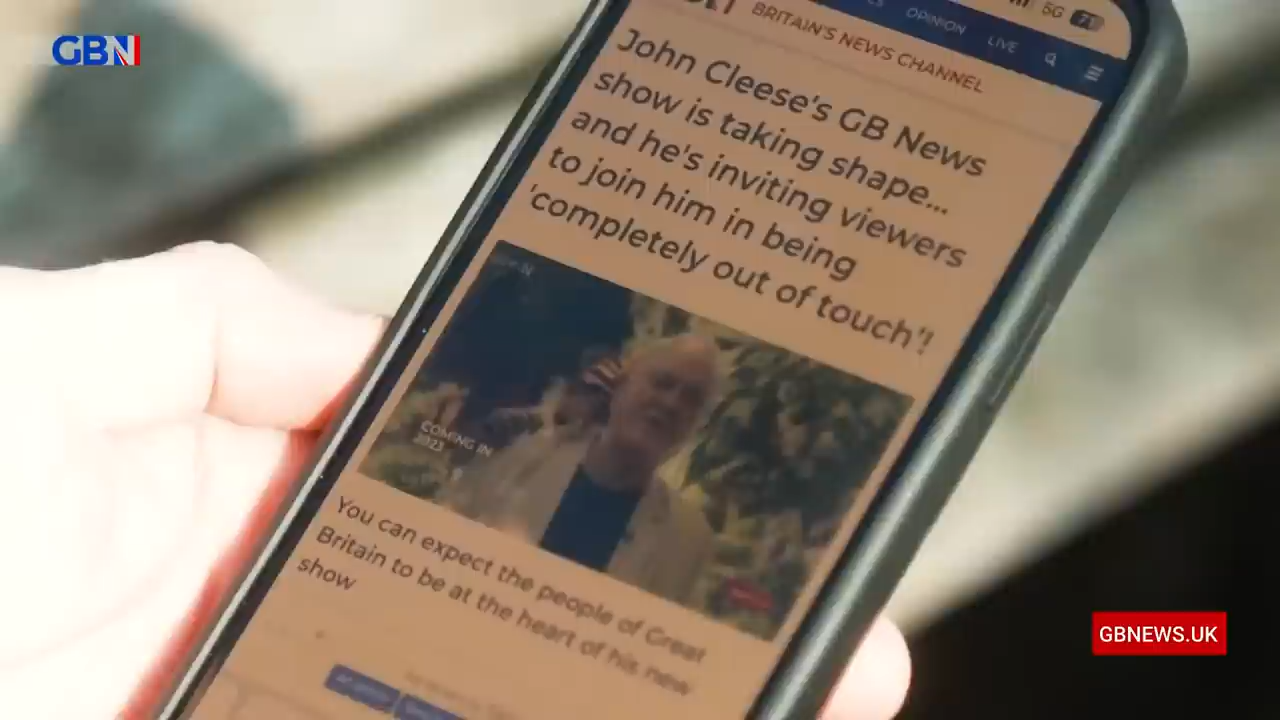 GBN
5G 71
OPINION LIVE
BRITAIN'S NEWS CHANNEL
John Cleese's GB News
show is taking shape...
and he's inviting viewers
to join him in being
'completely out of touch'!
COMING IN
2023
You can expect the people of Great
Britain to be at the heart of his new
show
GBNEWS.UK